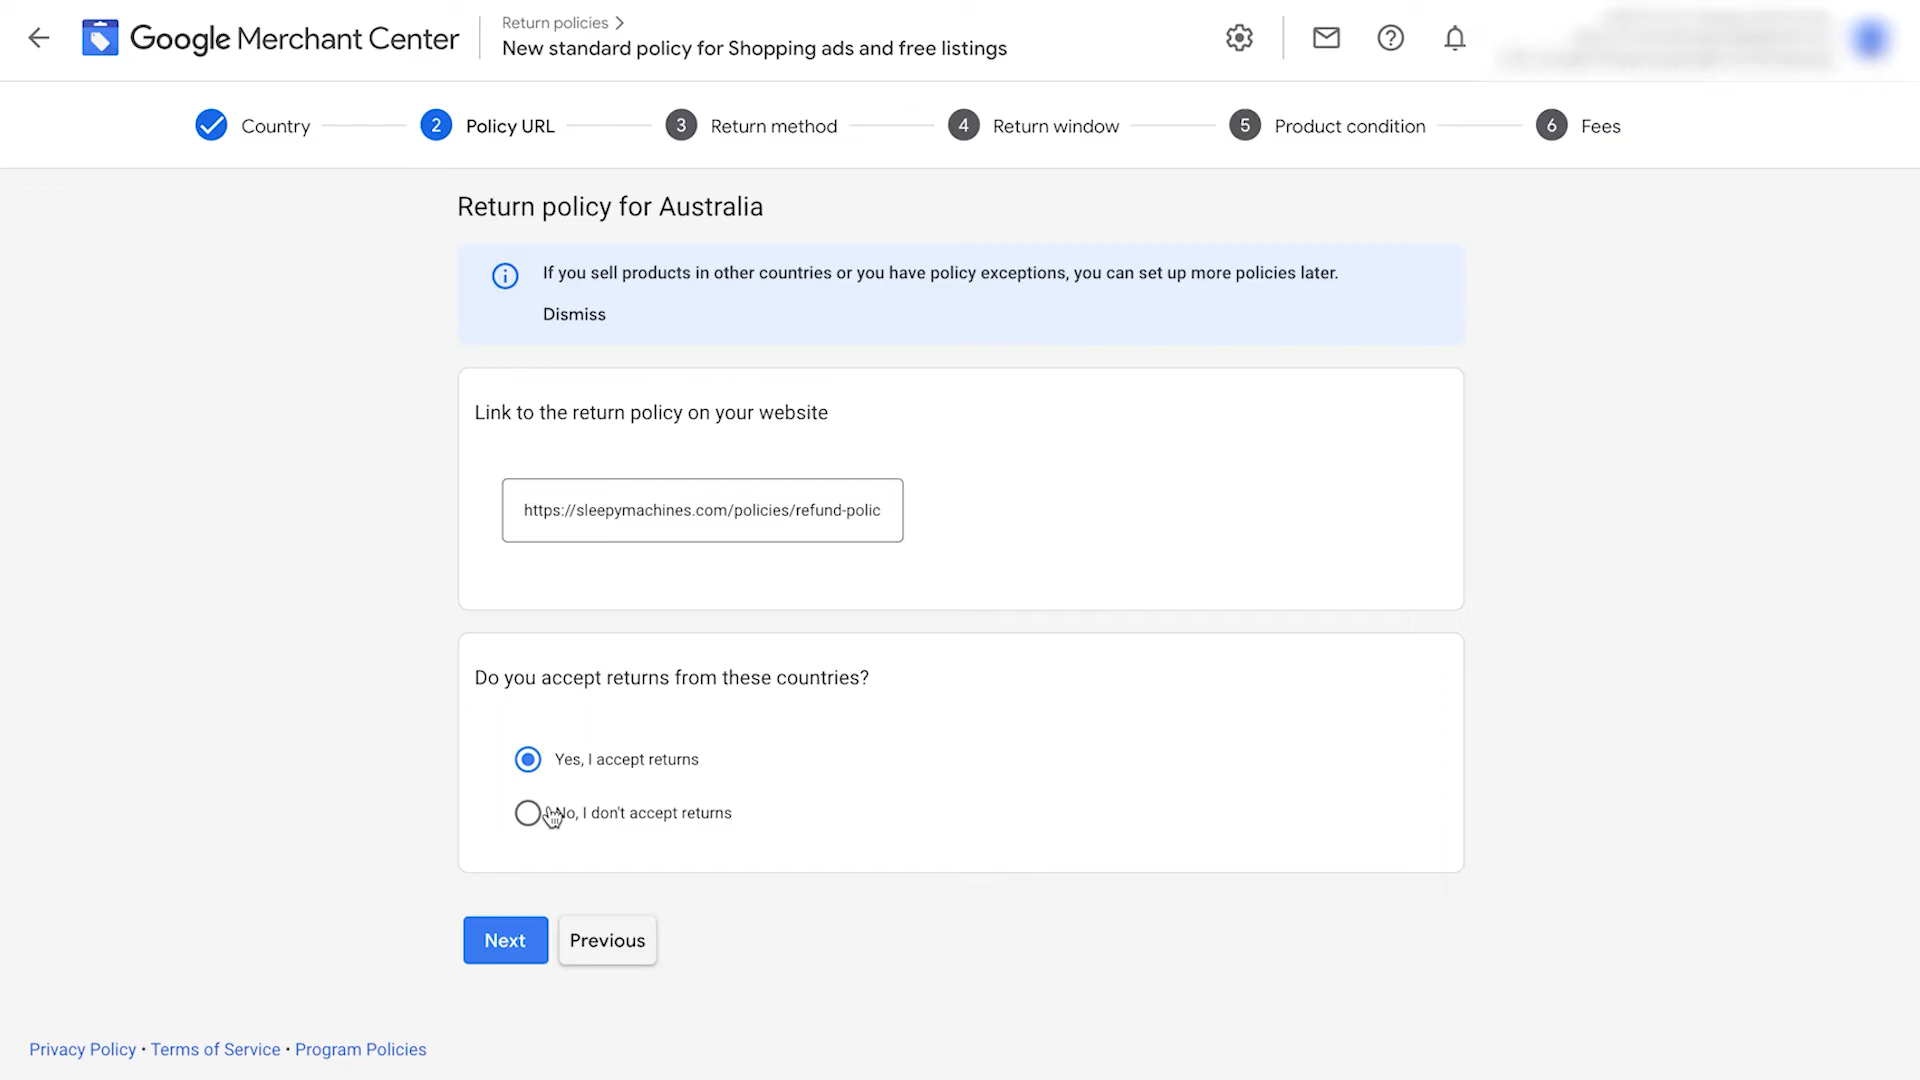 Google Merchant Center
Return policies
New standard policy for Shopping ads and free listings
Country
2 Policy URL
3 Return method
4 Return window
5 Product condition
6 Fees
Return policy for Australia
If you sell products in other countries or you have policy exceptions, you can set up more policies later.
Dismiss
Link to the return policy on your website
https://sleepymachines.com/policies/refund-polic
Do you accept returns from these countries?
Yes, I accept returns
No, I don't accept returns
Next Previous
Privacy Policy · Terms of Service · Program Policies